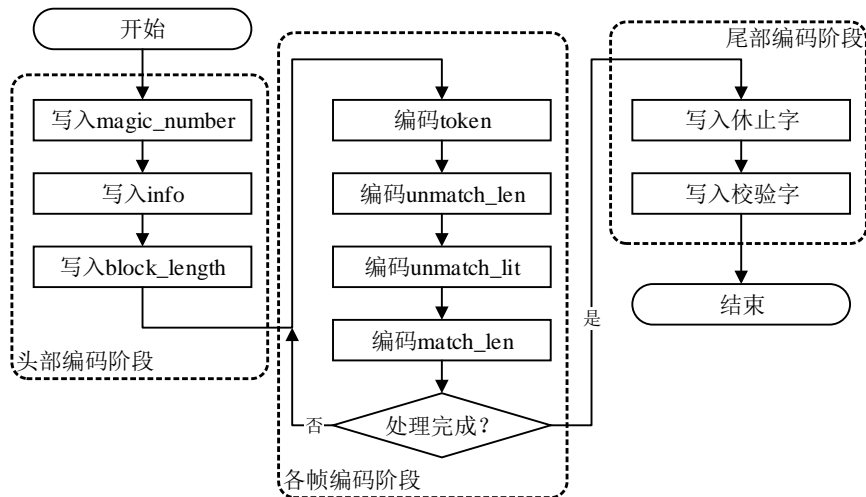 开始
写入magic_number
写入info
写入block_length
头部编码阶段
编码token
编码unmatch_len
编码unmatch_lit
编码match_len
处理完成？
否
是
各帧编码阶段
尾部编码阶段
写入休止字
写入校验字
结束